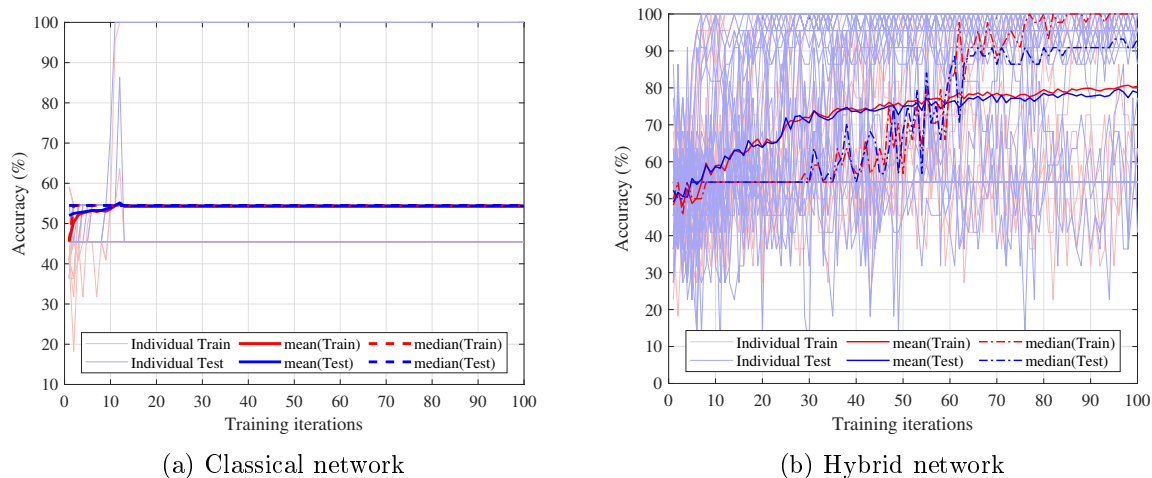 100
90
80
70
60
50
40
30
20
10
Accuracy (%)
0 10 20 30 40 50 60 70 80 90 100
Training iterations
Individual Train mean(Train) median(Train)
Individual Test mean(Test) median(Test)
(a) Classical network
100
90
80
70
60
50
40
30
20
10
0
Accuracy (%)
0 10 20 30 40 50 60 70 80 90 100
Training iterations
Individual Train mean(Train) median(Train)
Individual Test mean(Test) median(Test)
(b) Hybrid network